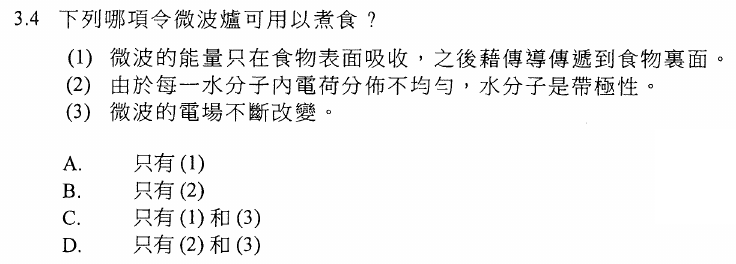 3.4 下列哪項令微波爐可用以煮食？
(1) 微波的能量只在食物表面吸收，之後藉傳導傳遞到食物裏面。
(2) 由於每一水分子內電荷分佈不均勻，水分子是帶極性。
(3) 微波的電場不斷改變。
A. 只有 (1)
B. 只有 (2)
C. 只有 (1) 和 (3)
D. 只有 (2) 和 (3)